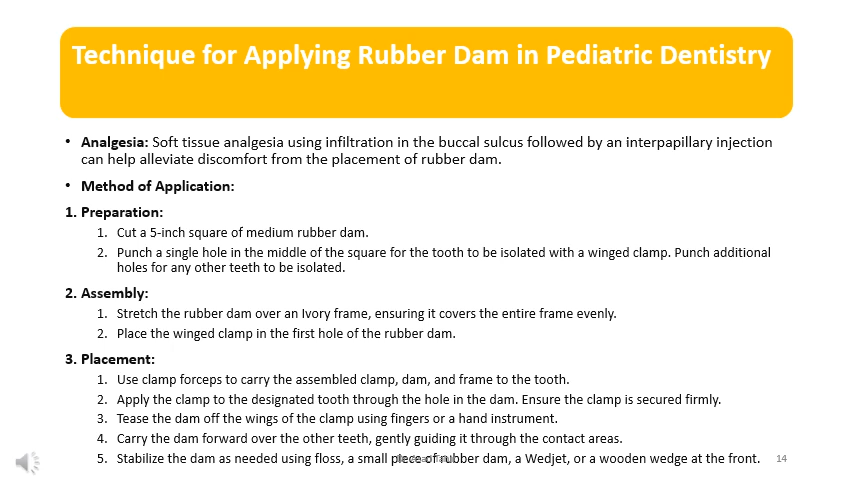 Technique for Applying Rubber Dam in Pediatric Dentistry
• Analgesia: Soft tissue analgesia using infiltration in the buccal sulcus followed by an interpapillary injection
can help alleviate discomfort from the placement of rubber dam.
• Method of Application:
1. Preparation:
1. Cut a 5-inch square of medium rubber dam.
2. Punch a single hole in the middle of the square for the tooth to be isolated with a winged clamp. Punch additional
holes for any other teeth to be isolated.
2. Assembly:
1. Stretch the rubber dam over an Ivory frame, ensuring it covers the entire frame evenly.
2. Place the winged clamp in the first hole of the rubber dam.
3. Placement:
1. Use clamp forceps to carry the assembled clamp, dam, and frame to the tooth.
2. Apply the clamp to the designated tooth through the hole in the dam. Ensure the clamp is secured firmly.
3. Tease the dam off the wings of the clamp using fingers or a hand instrument.
4. Carry the dam forward over the other teeth, gently guiding it through the contact areas.
5. Stabilize the dam as needed using floss, a small piece of rubber dam, a Wedjet, or a wooden wedge at the front.
14